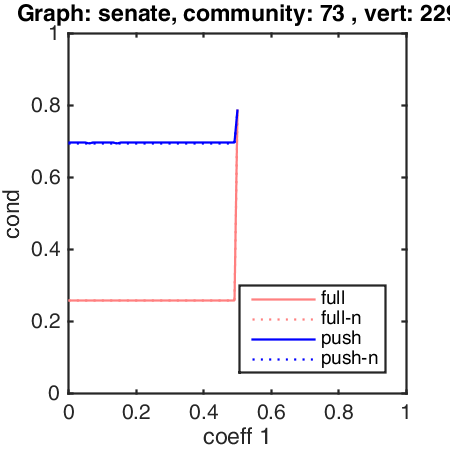 Graph: senate, community: 73 , vert: 229
1
0.8
0.6
0.4
0.2
0
cond
0 0.2 0.4 0.6 0.8 1
coeff 1
full
full-n
push
push-n